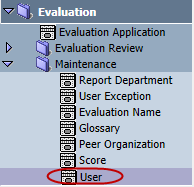 Evaluation
Evaluation Application
Evaluation Review
Maintenance
Report Department
User Exception
Evaluation Name
Glossary
Peer Organization
Score
User